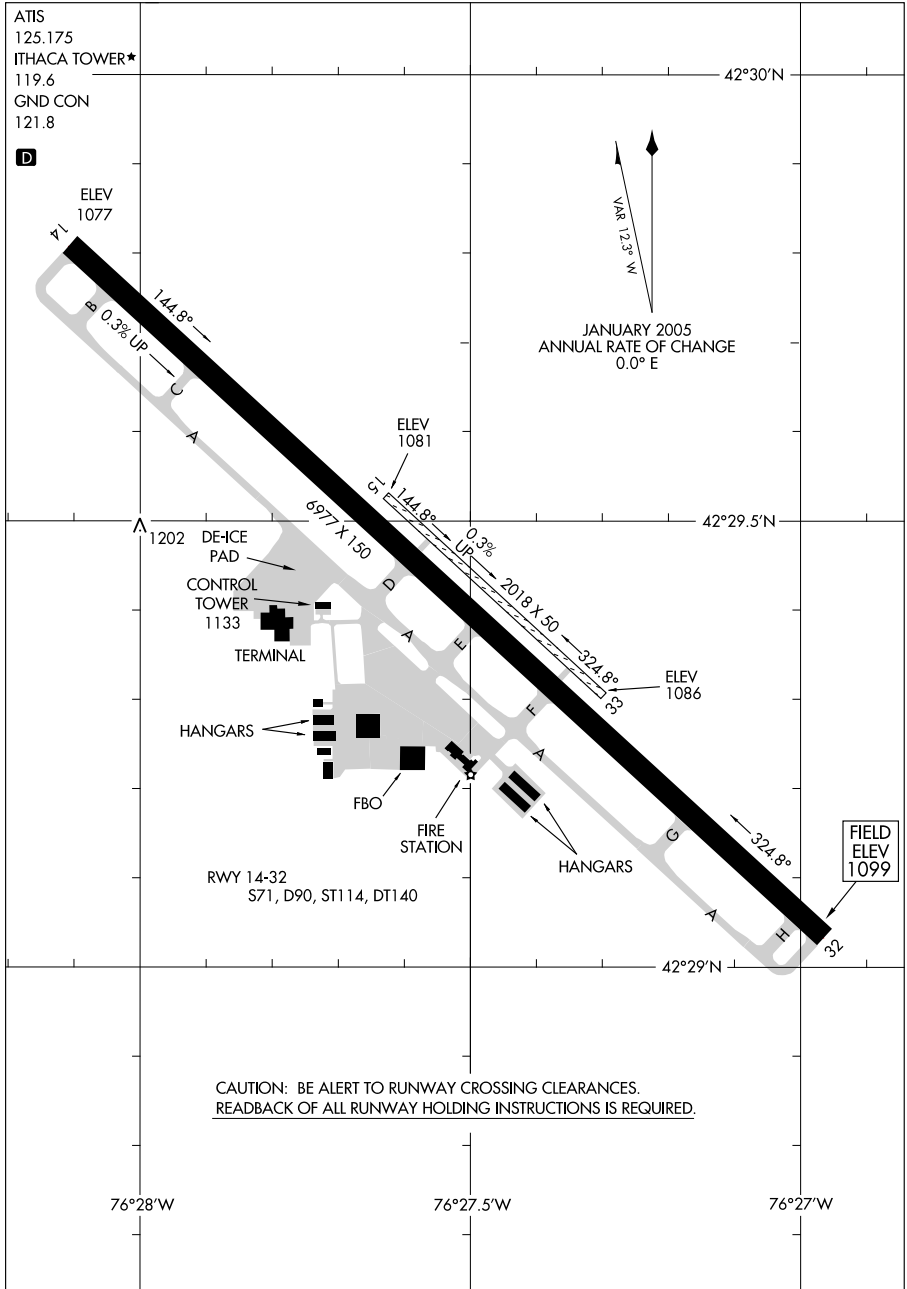 ATIS
125.175
ITHACA TOWER★
119.6
GND CON
121.8
D
42°30'N
ELEV
1077
14
VAR 12.3° W
JANUARY 2005
ANNUAL RATE OF CHANGE
0.0° E
144.8°
B
0.3% UP
C
A
ELEV
1081
15
144.8°
0.3%
UP
6977 X 150
2018 X 50
42°29.5'N
1202
DE-ICE
PAD
CONTROL
TOWER
1133
TERMINAL
D
A
E
324.8°
ELEV
1086
33
F
A
HANGARS
FBO
FIRE
STATION
HANGARS
G
324.8°
FIELD
ELEV
1099
RWY 14-32
S71, D90, ST114, DT140
A
H
32
42°29'N
CAUTION: BE ALERT TO RUNWAY CROSSING CLEARANCES.
READBACK OF ALL RUNWAY HOLDING INSTRUCTIONS IS REQUIRED.
76°28'W
76°27.5'W
76°27'W